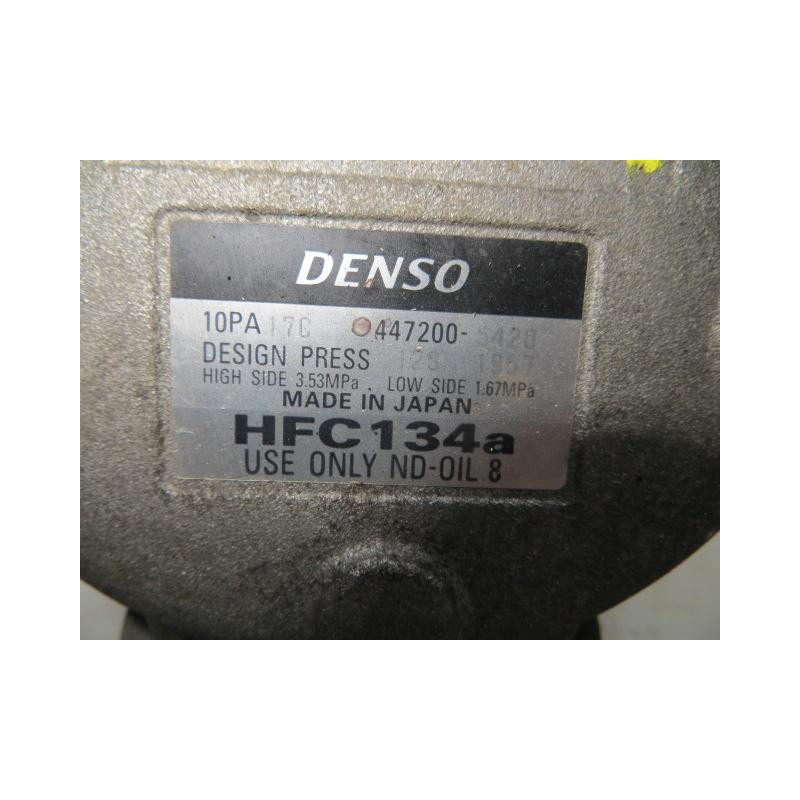 DENSO
10PA17C 447200-5420
DESIGN PRESS
HIGH SIDE 3.53MPa . LOW SIDE 1.67MPa
MADE IN JAPAN
HFC134a
USE ONLY ND-OIL 8